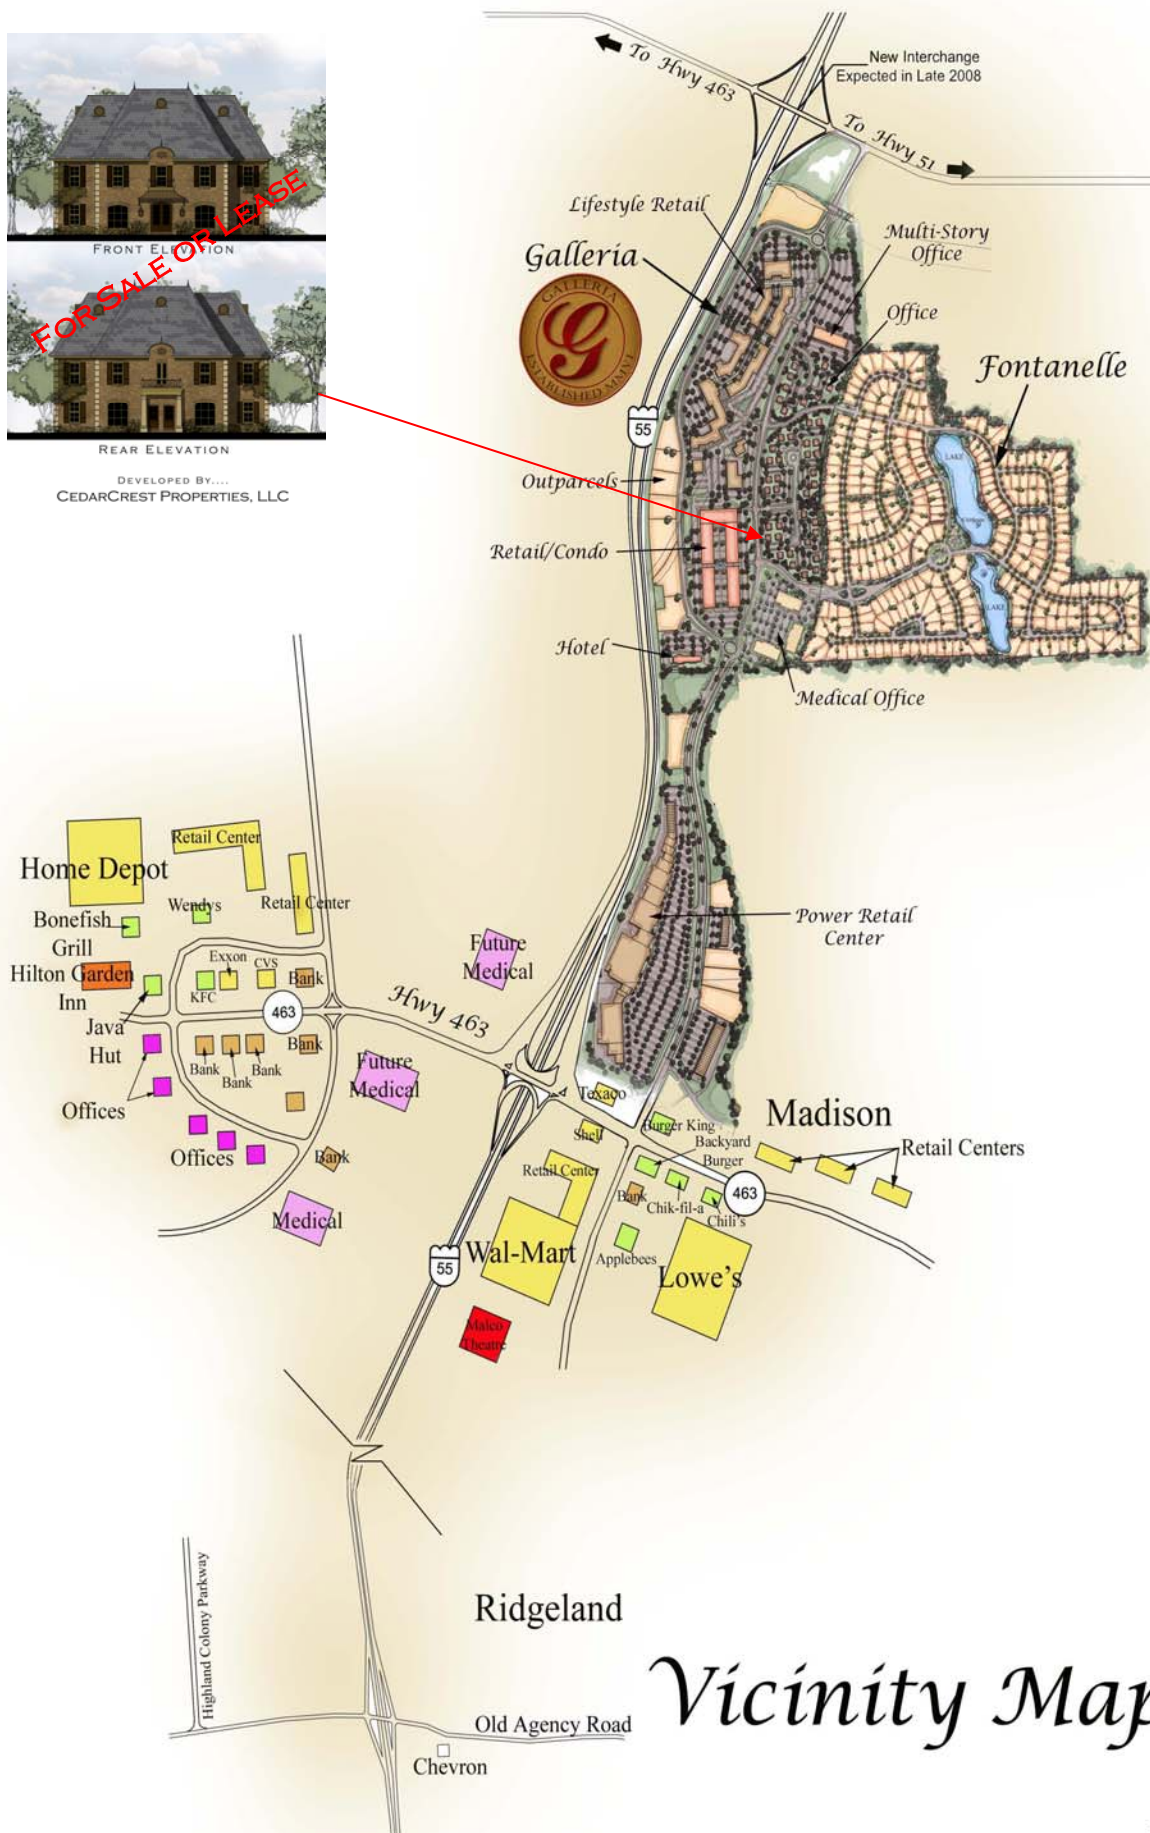 To Hwy 463
New Interchange
Expected in Late 2008
To Hwy 51
FRONT ELEVATION
FOR SALE OR LEASE
REAR ELEVATION
DEVELOPED BY....
CEDARCREST PROPERTIES, LLC
Lifestyle Retail
Galleria
GALLERIA
G
ESTABLISHED MMVI
Multi-Story
Office
Office
Fontanelle
55
LAKE
Outparcels
Retail/Condo
LAKE
Hotel
Medical Office
Home Depot
Retail Center
Wendys
Retail Center
Bonefish
Grill
Hilton Garden
Inn
Java
Hut
Exxon
CVS
Bank
KFC
463
Hwy 463
Future
Medical
Power Retail
Center
Bank
Bank
Bank
Bank
Future
Medical
Offices
Offices
Bank
Medical
Texaco
Shell
Burger King
Backyard
Burger
Madison
Retail Centers
Retail Center
Bank
Chik-fil-a
Chili's
463
Wal-Mart
Applebees
Lowe's
55
Malco
Theatre
Ridgeland
Highland Colony Parkway
Old Agency Road
Chevron
Vicinity Map